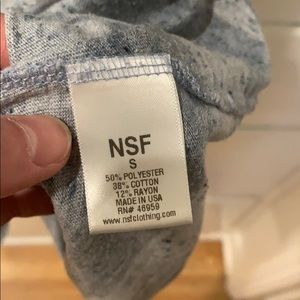 NSF
S
50% POLYESTER
38% COTTON
12% RAYON
MADE IN USA
RN# 46959
www.nsfclothing.com